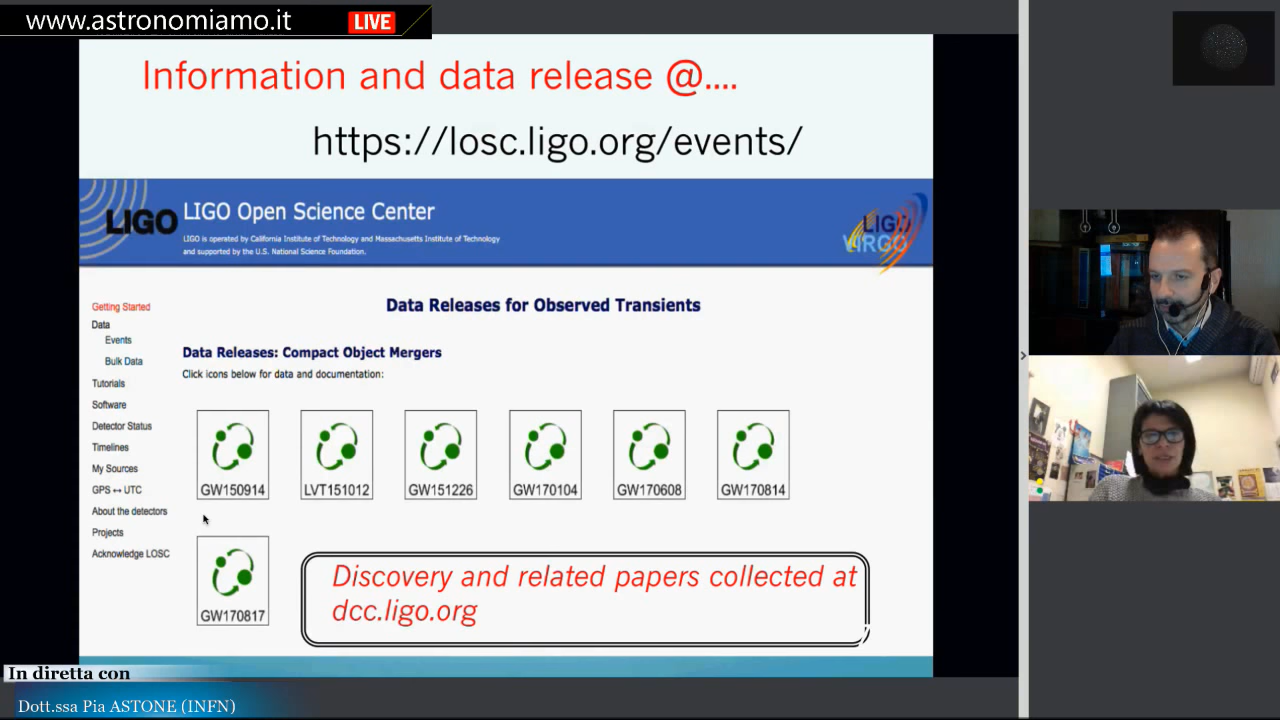 www.astronomiamo.it LIVE
Information and data release @....
https://losc.ligo.org/events/
LIGO
LIGO Open Science Center
LIGO is operated by California Institute of Technology and Massachusetts Institute of Technology
and supported by the U.S. National Science Foundation.
LIGO
VIRGO
Getting Started
Data
Events
Bulk Data
Tutorials
Software
Detector Status
Timelines
My Sources
GPS ↔ UTC
About the detectors
Projects
Acknowledge LOSC
Data Releases for Observed Transients
Data Releases: Compact Object Mergers
Click icons below for data and documentation:
GW150914 LVT151012 GW151226 GW170104 GW170608 GW170814
GW170817
Discovery and related papers collected at
dcc.ligo.org
In diretta con
Dott.ssa Pia ASTONE (INFN)